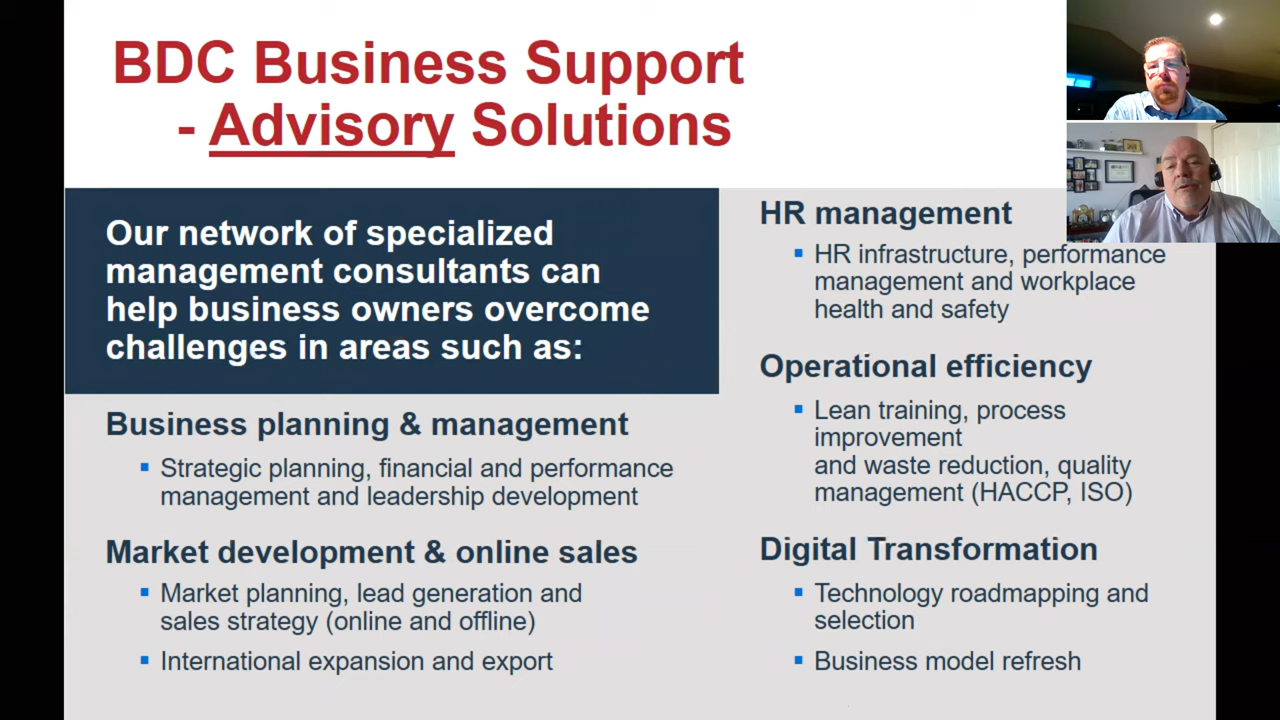 BDC Business Support
- Advisory Solutions
Our network of specialized
management consultants can
help business owners overcome
challenges in areas such as:
Business planning & management
▪ Strategic planning, financial and performance
management and leadership development
Market development & online sales
▪ Market planning, lead generation and
sales strategy (online and offline)
▪ International expansion and export
HR management
▪ HR infrastructure, performance
management and workplace
health and safety
Operational efficiency
▪ Lean training, process
improvement
and waste reduction, quality
management (HACCP, ISO)
Digital Transformation
▪ Technology roadmapping and
selection
▪ Business model refresh